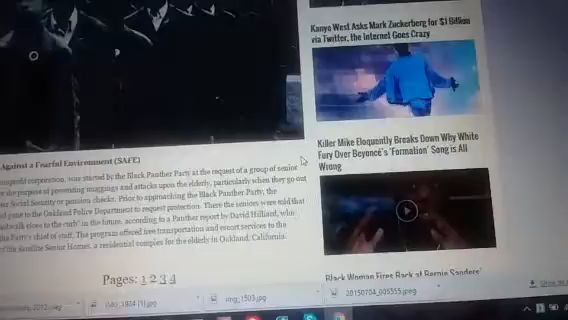 Against a Fearful Environment (SAFE)
nonprofit corporation, was started by the Black Panther Party at the request of a group of senior
the purpose of preventing muggings and attacks upon the elderly, particularly when they go out
Social Security or pension checks. Prior to approaching the Black Panther Party, the
gone to the Oakland Police Department to request protection. There the seniors were told that
walk close to the curb" in the future, according to a Panther report by David Hilliard, who
the Party's chief of staff. The program offered free transportation and escort services to the
of the Satellite Senior Homes, a residential complex for the elderly in Oakland, California.
Pages: 1 2 3 4
Kanye West Asks Mark Zuckerberg for $1 Billion
via Twitter, the Internet Goes Crazy
Killer Mike Eloquently Breaks Down Why White
Fury Over Beyoncé's 'Formation' Song is All
Wrong
Black Woman Fires Back at Bernie Sanders'
img_1503.jpg
20150704_005355.jpeg